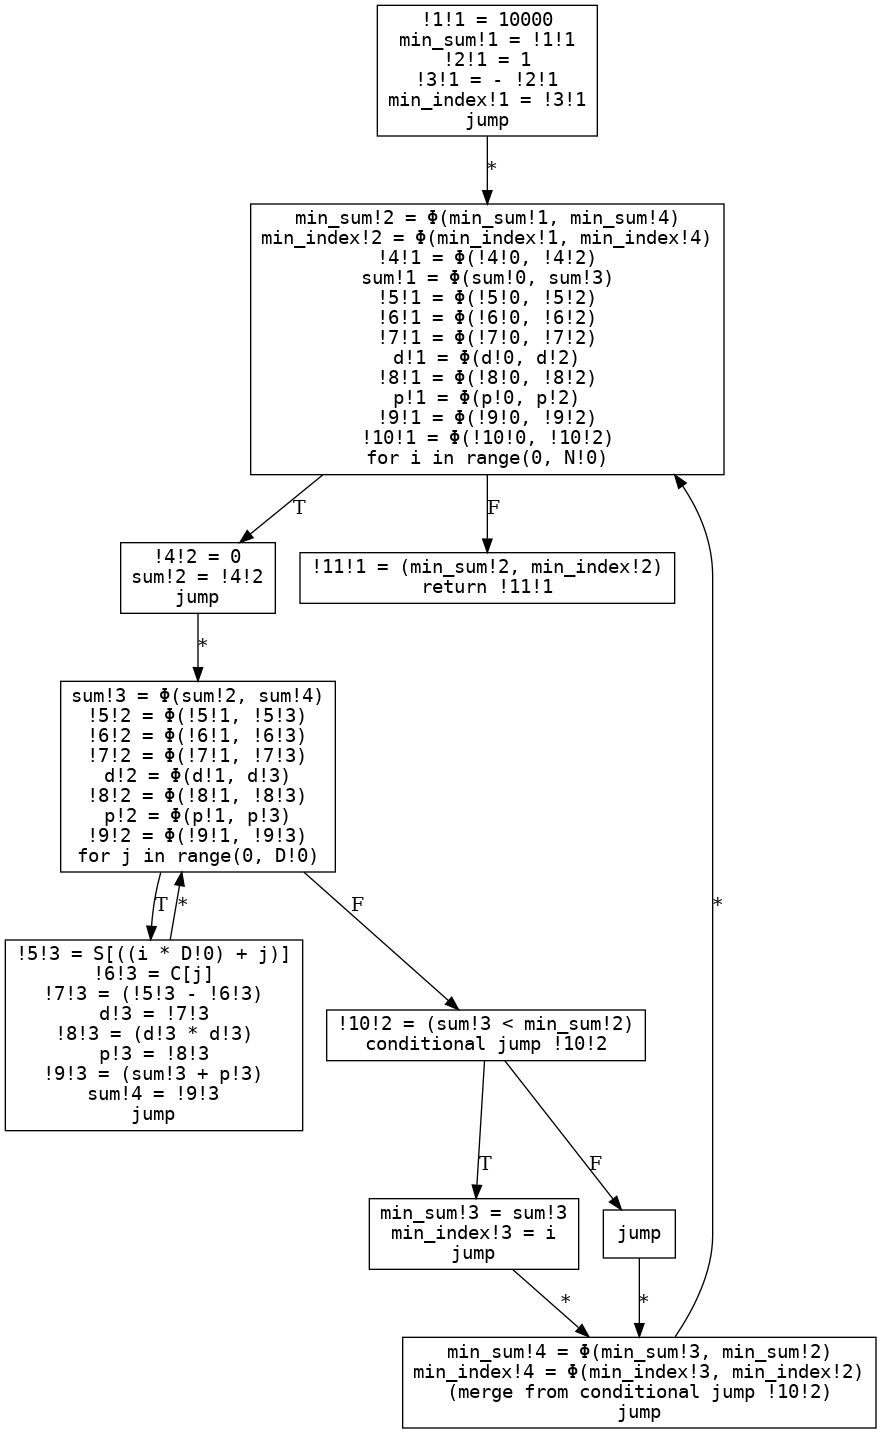 !1!1 = 10000
min_sum!1 = !1!1
!2!1 = 1
!3!1 = - !2!1
min_index!1 = !3!1
jump
*
min_sum!2 = Φ(min_sum!1, min_sum!4)
min_index!2 = Φ(min_index!1, min_index!4)
!4!1 = Φ(!4!0, !4!2)
sum!1 = Φ(sum!0, sum!3)
!5!1 = Φ(!5!0, !5!2)
!6!1 = Φ(!6!0, !6!2)
!7!1 = Φ(!7!0, !7!2)
d!1 = Φ(d!0, d!2)
!8!1 = Φ(!8!0, !8!2)
p!1 = Φ(p!0, p!2)
!9!1 = Φ(!9!0, !9!2)
!10!1 = Φ(!10!0, !10!2)
for i in range(0, N!0)
T
F
!4!2 = 0
sum!2 = !4!2
jump
!11!1 = (min_sum!2, min_index!2)
return !11!1
*
sum!3 = Φ(sum!2, sum!4)
!5!2 = Φ(!5!1, !5!3)
!6!2 = Φ(!6!1, !6!3)
!7!2 = Φ(!7!1, !7!3)
d!2 = Φ(d!1, d!3)
!8!2 = Φ(!8!1, !8!3)
p!2 = Φ(p!1, p!3)
!9!2 = Φ(!9!1, !9!3)
for j in range(0, D!0)
T
*
F
*
!5!3 = S[((i * D!0) + j)]
!6!3 = C[j]
!7!3 = (!5!3 - !6!3)
d!3 = !7!3
!8!3 = (d!3 * d!3)
p!3 = !8!3
!9!3 = (sum!3 + p!3)
sum!4 = !9!3
jump
!10!2 = (sum!3 < min_sum!2)
conditional jump !10!2
T
F
min_sum!3 = sum!3
min_index!3 = i
jump
jump
*
*
min_sum!4 = Φ(min_sum!3, min_sum!2)
min_index!4 = Φ(min_index!3, min_index!2)
(merge from conditional jump !10!2)
jump